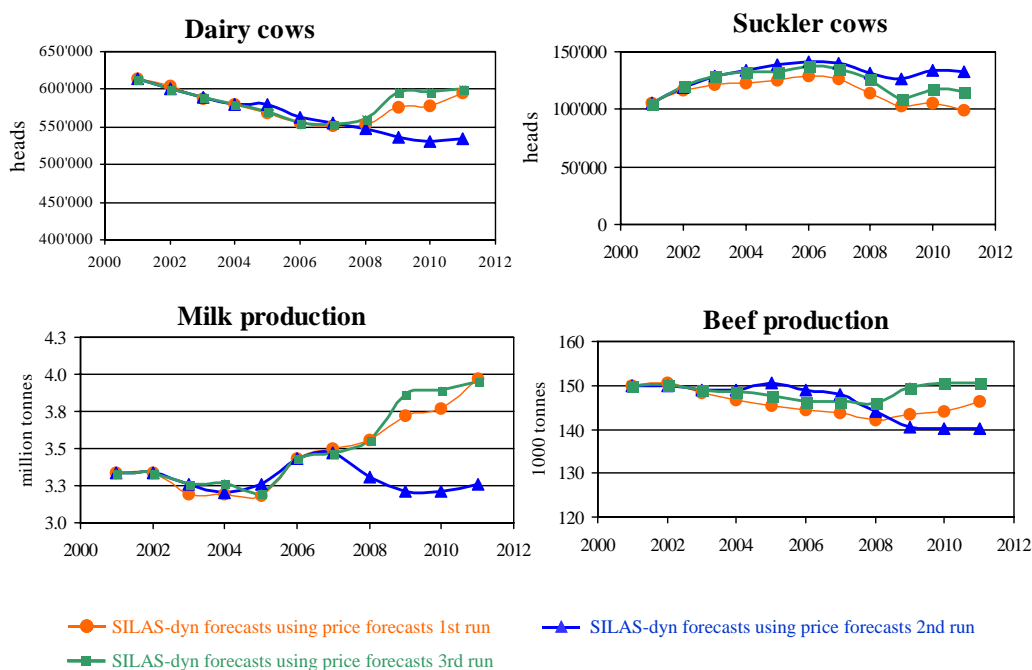 Dairy cows
650'000
600'000
550'000
500'000
450'000
400'000
heads
2000 2002 2004 2006 2008 2010 2012
Suckler cows
150'000
100'000
50'000
0
heads
2000 2002 2004 2006 2008 2010 2012
Milk production
4.3
4.0
3.8
3.5
3.3
3.0
million tonnes
2000 2002 2004 2006 2008 2010 2012
Beef production
160
150
140
130
120
1000 tonnes
2000 2002 2004 2006 2008 2010 2012
SILAS-dyn forecasts using price forecasts 1st run
SILAS-dyn forecasts using price forecasts 2nd run
SILAS-dyn forecasts using price forecasts 3rd run